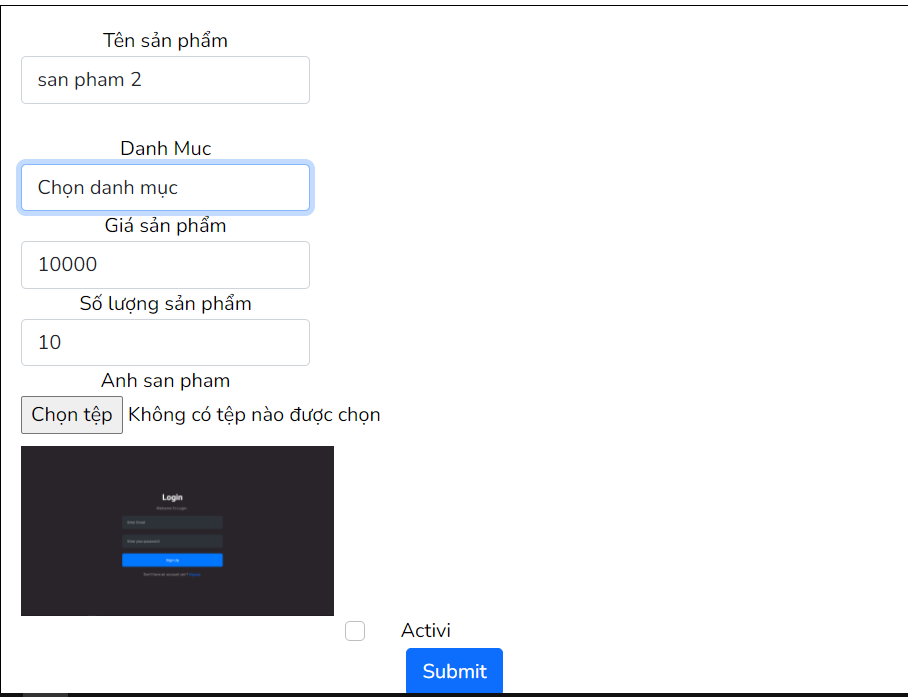 Tên sản phẩm
san pham 2
Danh Muc
Chọn danh mục
Giá sản phẩm
10000
Số lượng sản phẩm
10
Anh san pham
Chọn tệp Không có tệp nào được chọn
Login
Welcome To Login
Enter Email
Enter your password
Sign Up
Activi
Submit